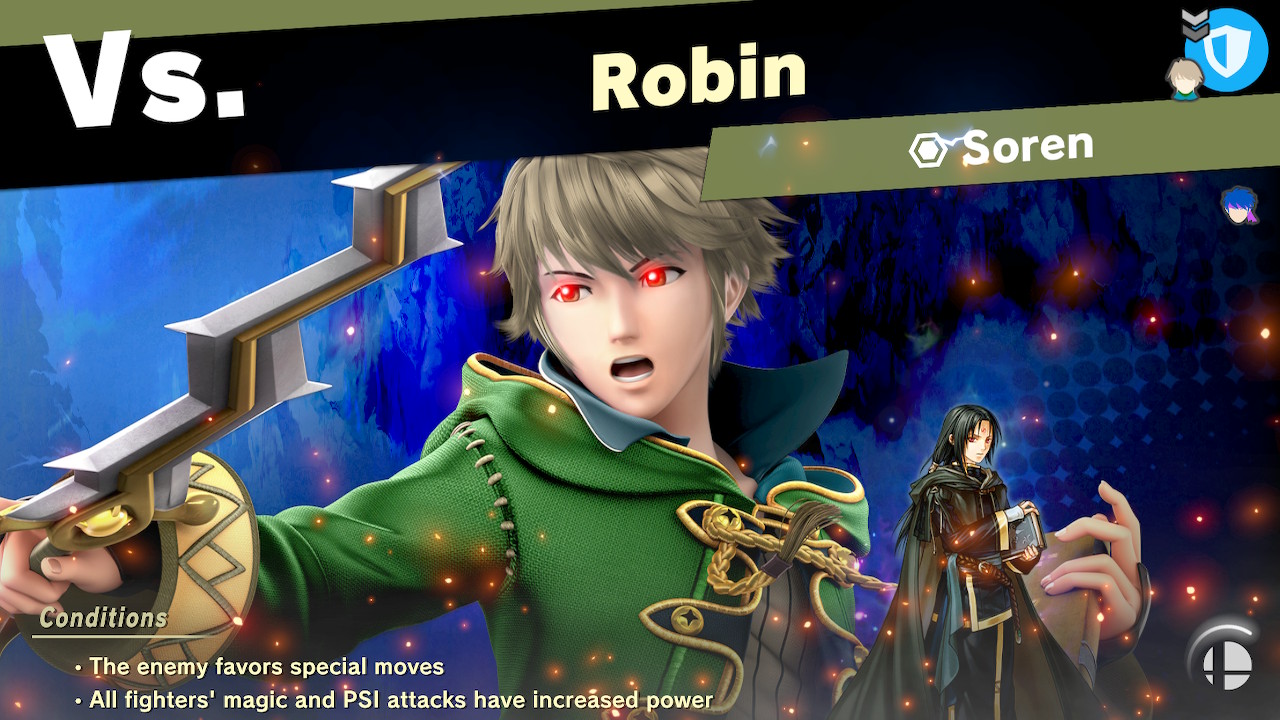 Vs.
Robin
Soren
Conditions
• The enemy favors special moves
• All fighters' magic and PSI attacks have increased power